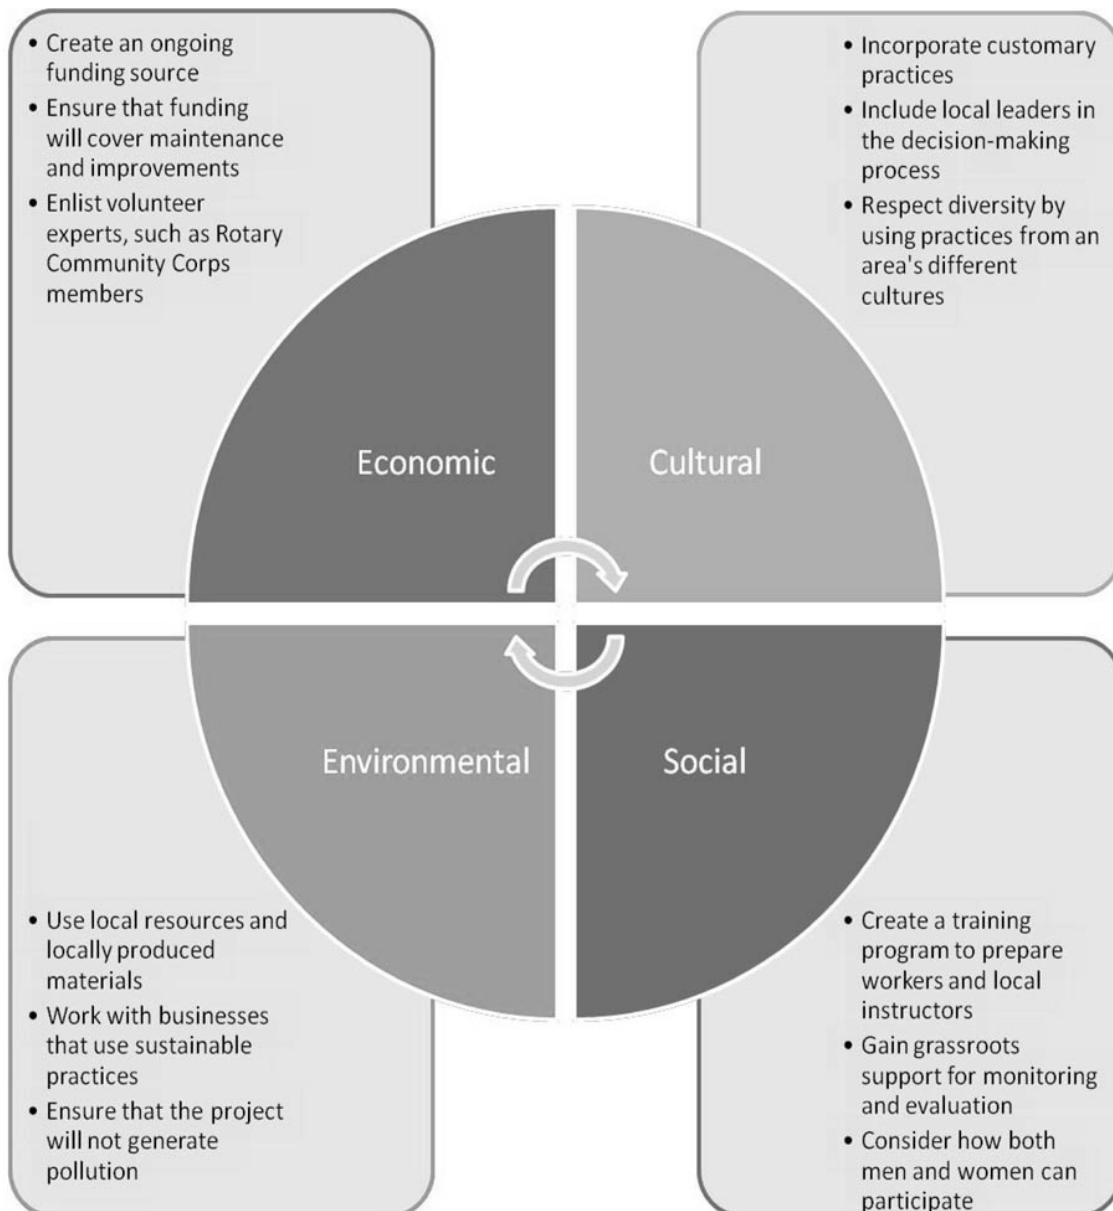 • Create an ongoing
funding source
• Ensure that funding
will cover maintenance
and improvements
• Enlist volunteer
experts, such as Rotary
Community Corps
members
• Incorporate customary
practices
• Include local leaders in
the decision-making
process
• Respect diversity by
using practices from an
area's different
cultures
Economic
Cultural
Environmental
Social
• Use local resources and
locally produced
materials
• Work with businesses
that use sustainable
practices
• Ensure that the project
will not generate
pollution
• Create a training
program to prepare
workers and local
instructors
• Gain grassroots
support for monitoring
and evaluation
• Consider how both
men and women can
participate